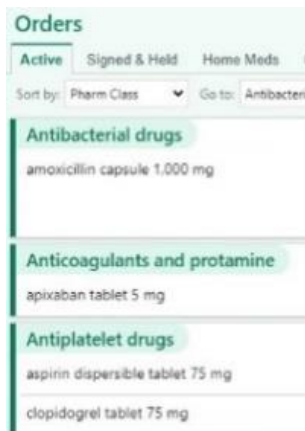 Orders
Active Signed & Held Home Meds
Sort by: Pharm Class Go to: Antibacteri
Antibacterial drugs
amoxicillin capsule 1.000 mg
Anticoagulants and protamine
apixaban tablet 5 mg
Antiplatelet drugs
aspirin dispersible tablet 75 mg
clopidogrel tablet 75 mg